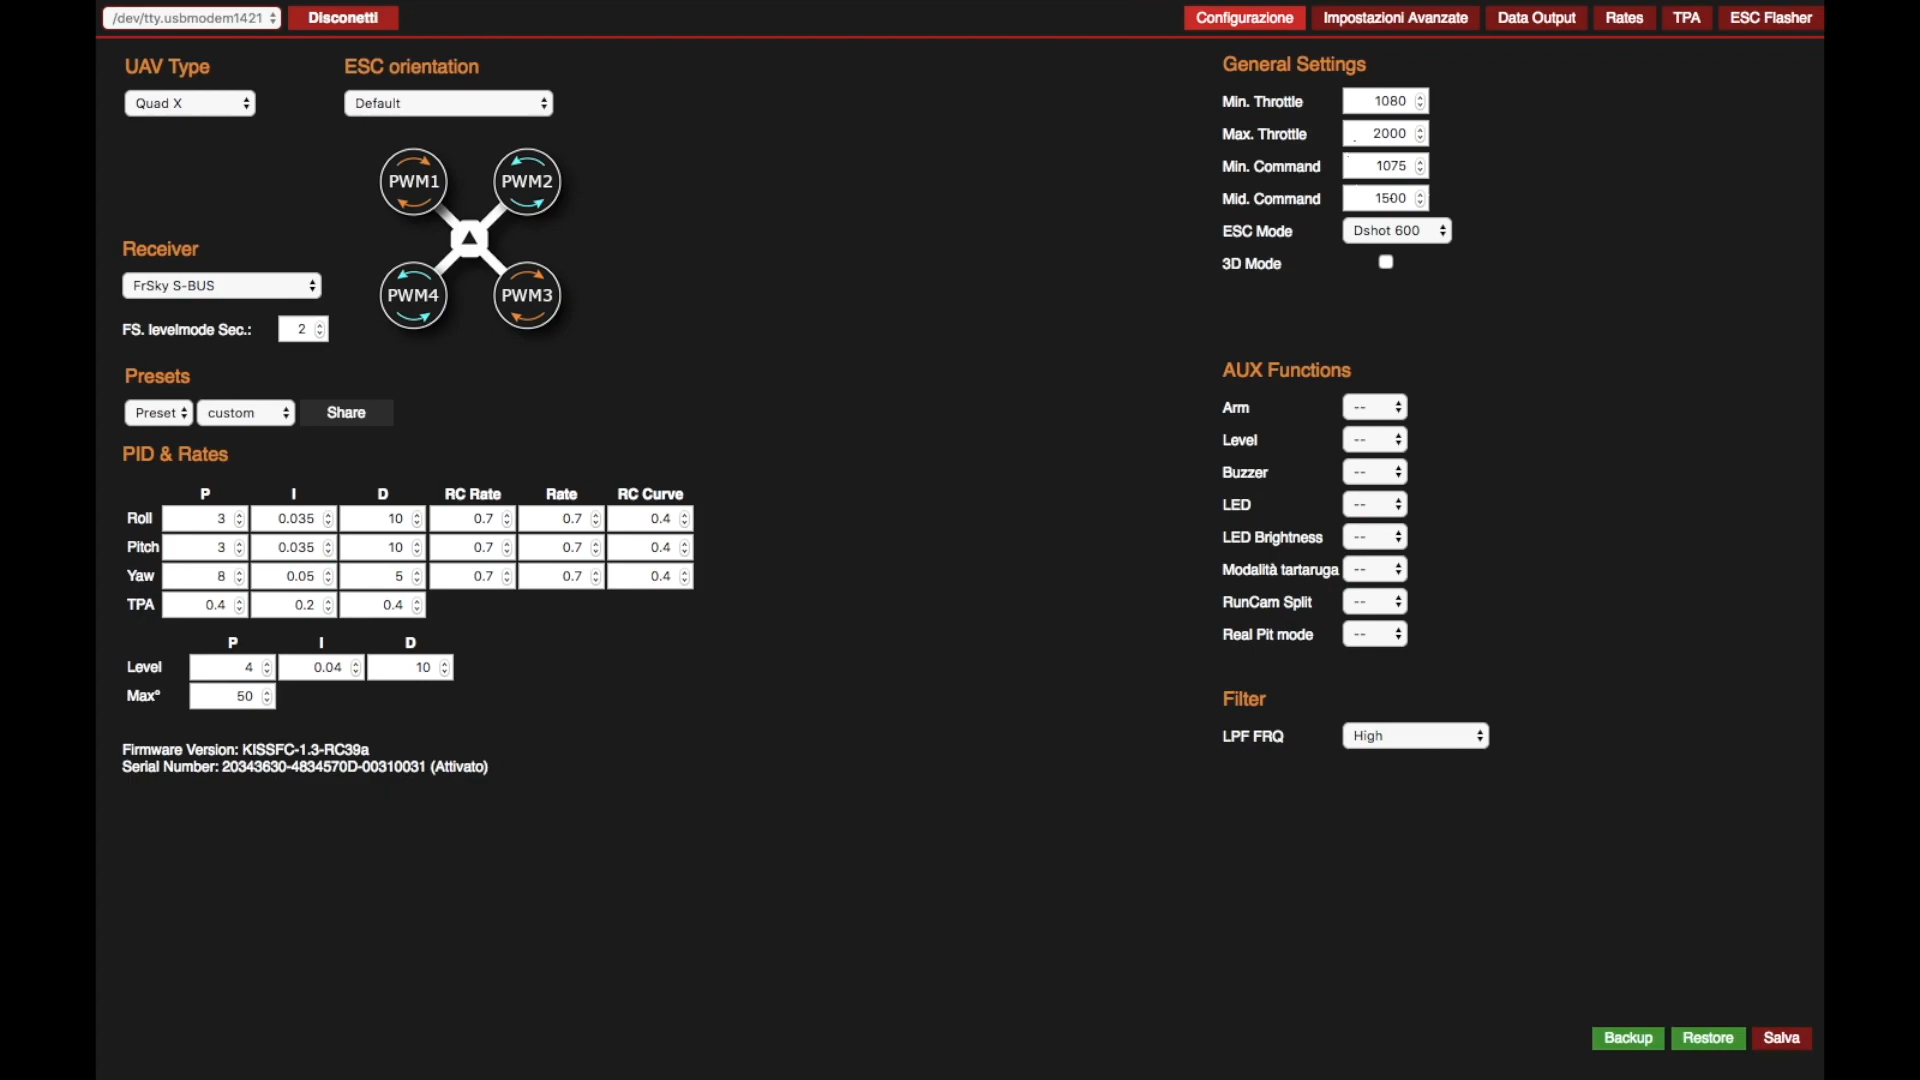 /dev/tty.usbmodem1421 Disconetti Configurazione Impostazioni Avanzate Data Output Rates TPA ESC Flasher
UAV Type ESC orientation
Quad X Default
PWM1 PWM2
PWM4 PWM3
Receiver
FrSky S-BUS
FS. levelmode Sec.: 2
Presets
Preset custom Share
PID & Rates
P I D RC Rate Rate RC Curve
Roll 3 0.035 10 0.7 0.7 0.4
Pitch 3 0.035 10 0.7 0.7 0.4
Yaw 8 0.05 5 0.7 0.7 0.4
TPA 0.4 0.2 0.4
P I D
Level 4 0.04 10
Max° 50
Firmware Version: KISSFC-1.3-RC39a
Serial Number: 20343630-4834570D-00310031 (Attivato)
General Settings
Min. Throttle 1080
Max. Throttle 2000
Min. Command 1075
Mid. Command 1500
ESC Mode Dshot 600
3D Mode
AUX Functions
Arm --
Level --
Buzzer --
LED --
LED Brightness --
Modalità tartaruga --
RunCam Split --
Real Pit mode --
Filter
LPF FRQ High
Backup Restore Salva